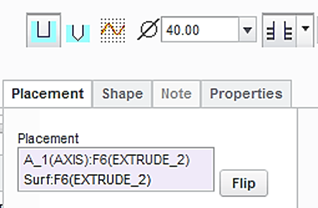 40.00
Placement Shape Note Properties
Placement
A_1(AXIS):F6(EXTRUDE_2)
Surf:F6(EXTRUDE_2)
Flip